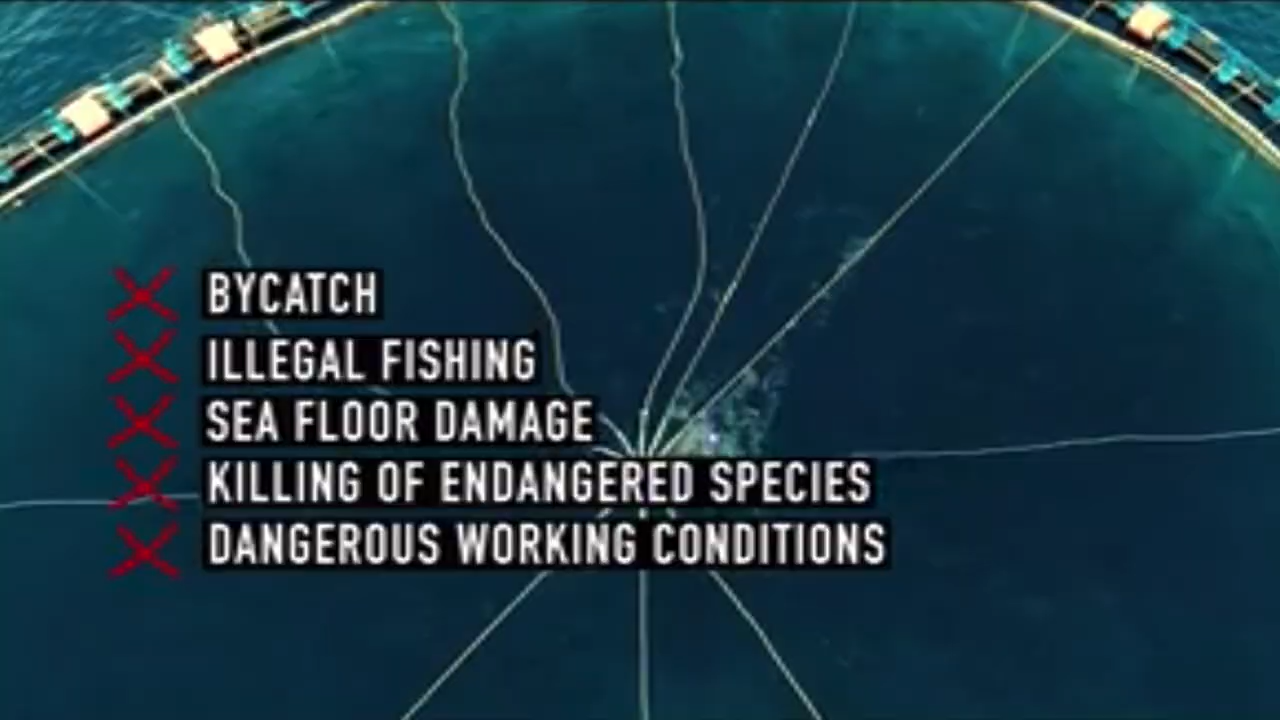 BYCATCH
ILLEGAL FISHING
SEA FLOOR DAMAGE
KILLING OF ENDANGERED SPECIES
DANGEROUS WORKING CONDITIONS